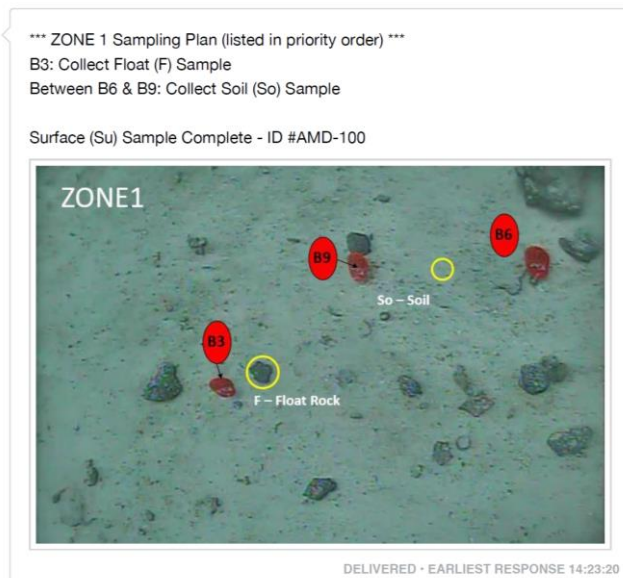 *** ZONE 1 Sampling Plan (listed in priority order) ***
B3: Collect Float (F) Sample
Between B6 & B9: Collect Soil (So) Sample
Surface (Su) Sample Complete - ID #AMD-100
ZONE1
B6
B9
So – Soil
B3
F – Float Rock
DELIVERED • EARLIEST RESPONSE 14:23:20